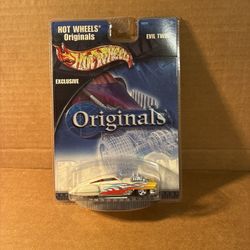 HOT WHEELS®
Originals
EVIL TWIN
HOT WHEELS
EXCLUSIVE
Originals